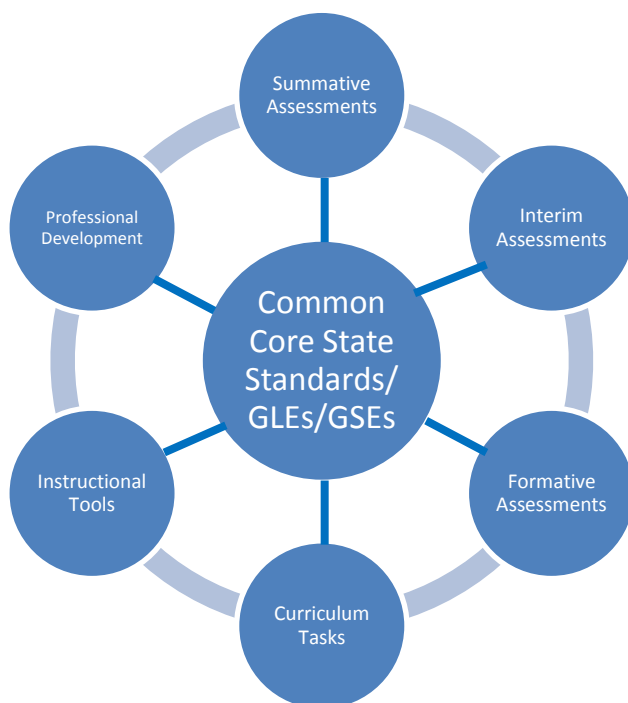 Summative
Assessments
Interim
Assessments
Formative
Assessments
Curriculum
Tasks
Instructional
Tools
Professional
Development
Common
Core State
Standards/
GLEs/GSEs